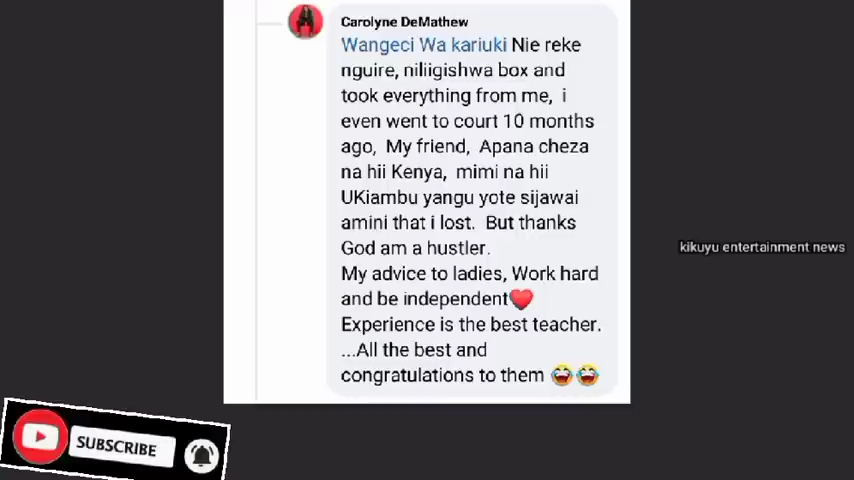 Carolyne DeMathew
Wangeci Wa kariuki Nie reke
nguire, niliigishwa box and
took everything from me, i
even went to court 10 months
ago, My friend, Apana cheza
na hii Kenya, mimi na hii
UKiambu yangu yote sijawai
amini that i lost. But thanks
God am a hustler.
My advice to ladies, Work hard
and be independent❤️
Experience is the best teacher.
...All the best and
congratulations to them 😂😂
kikuyu entertainment news
SUBSCRIBE